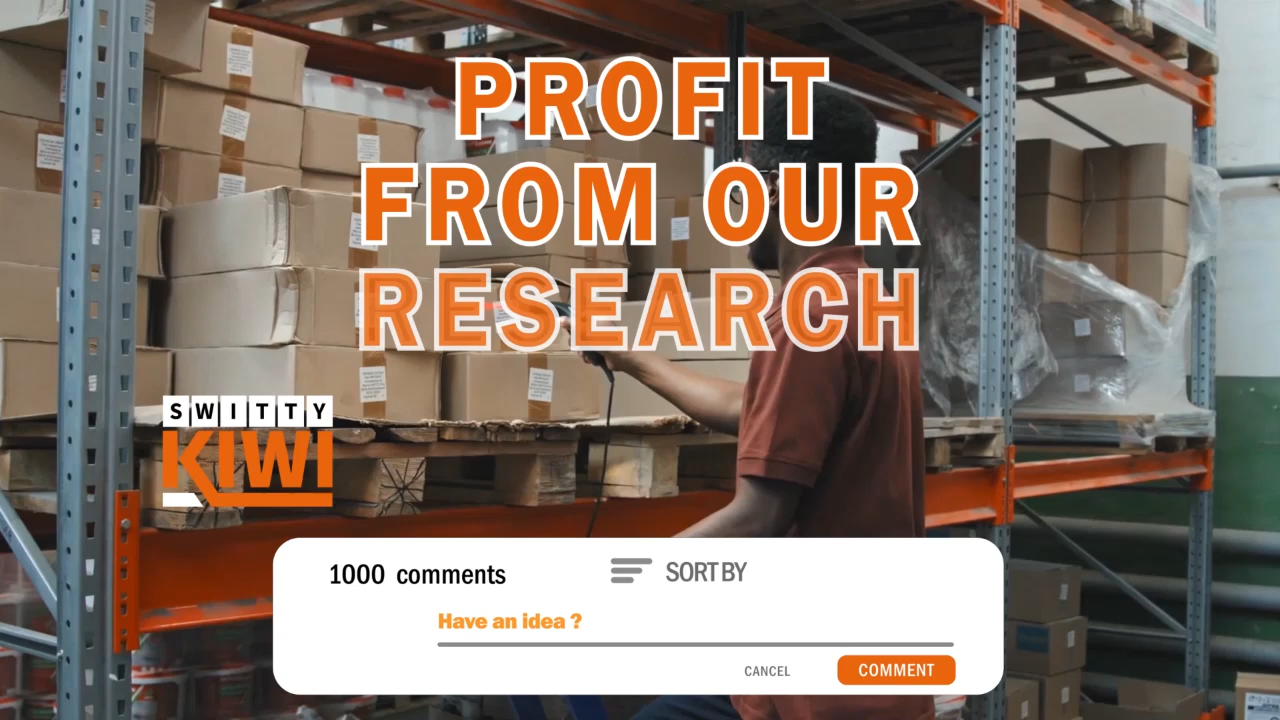 PROFIT
FROM OUR
RESEARCH
SWITTY
KIWI
1000 comments
SORT BY
Have an idea ?
CANCEL
COMMENT